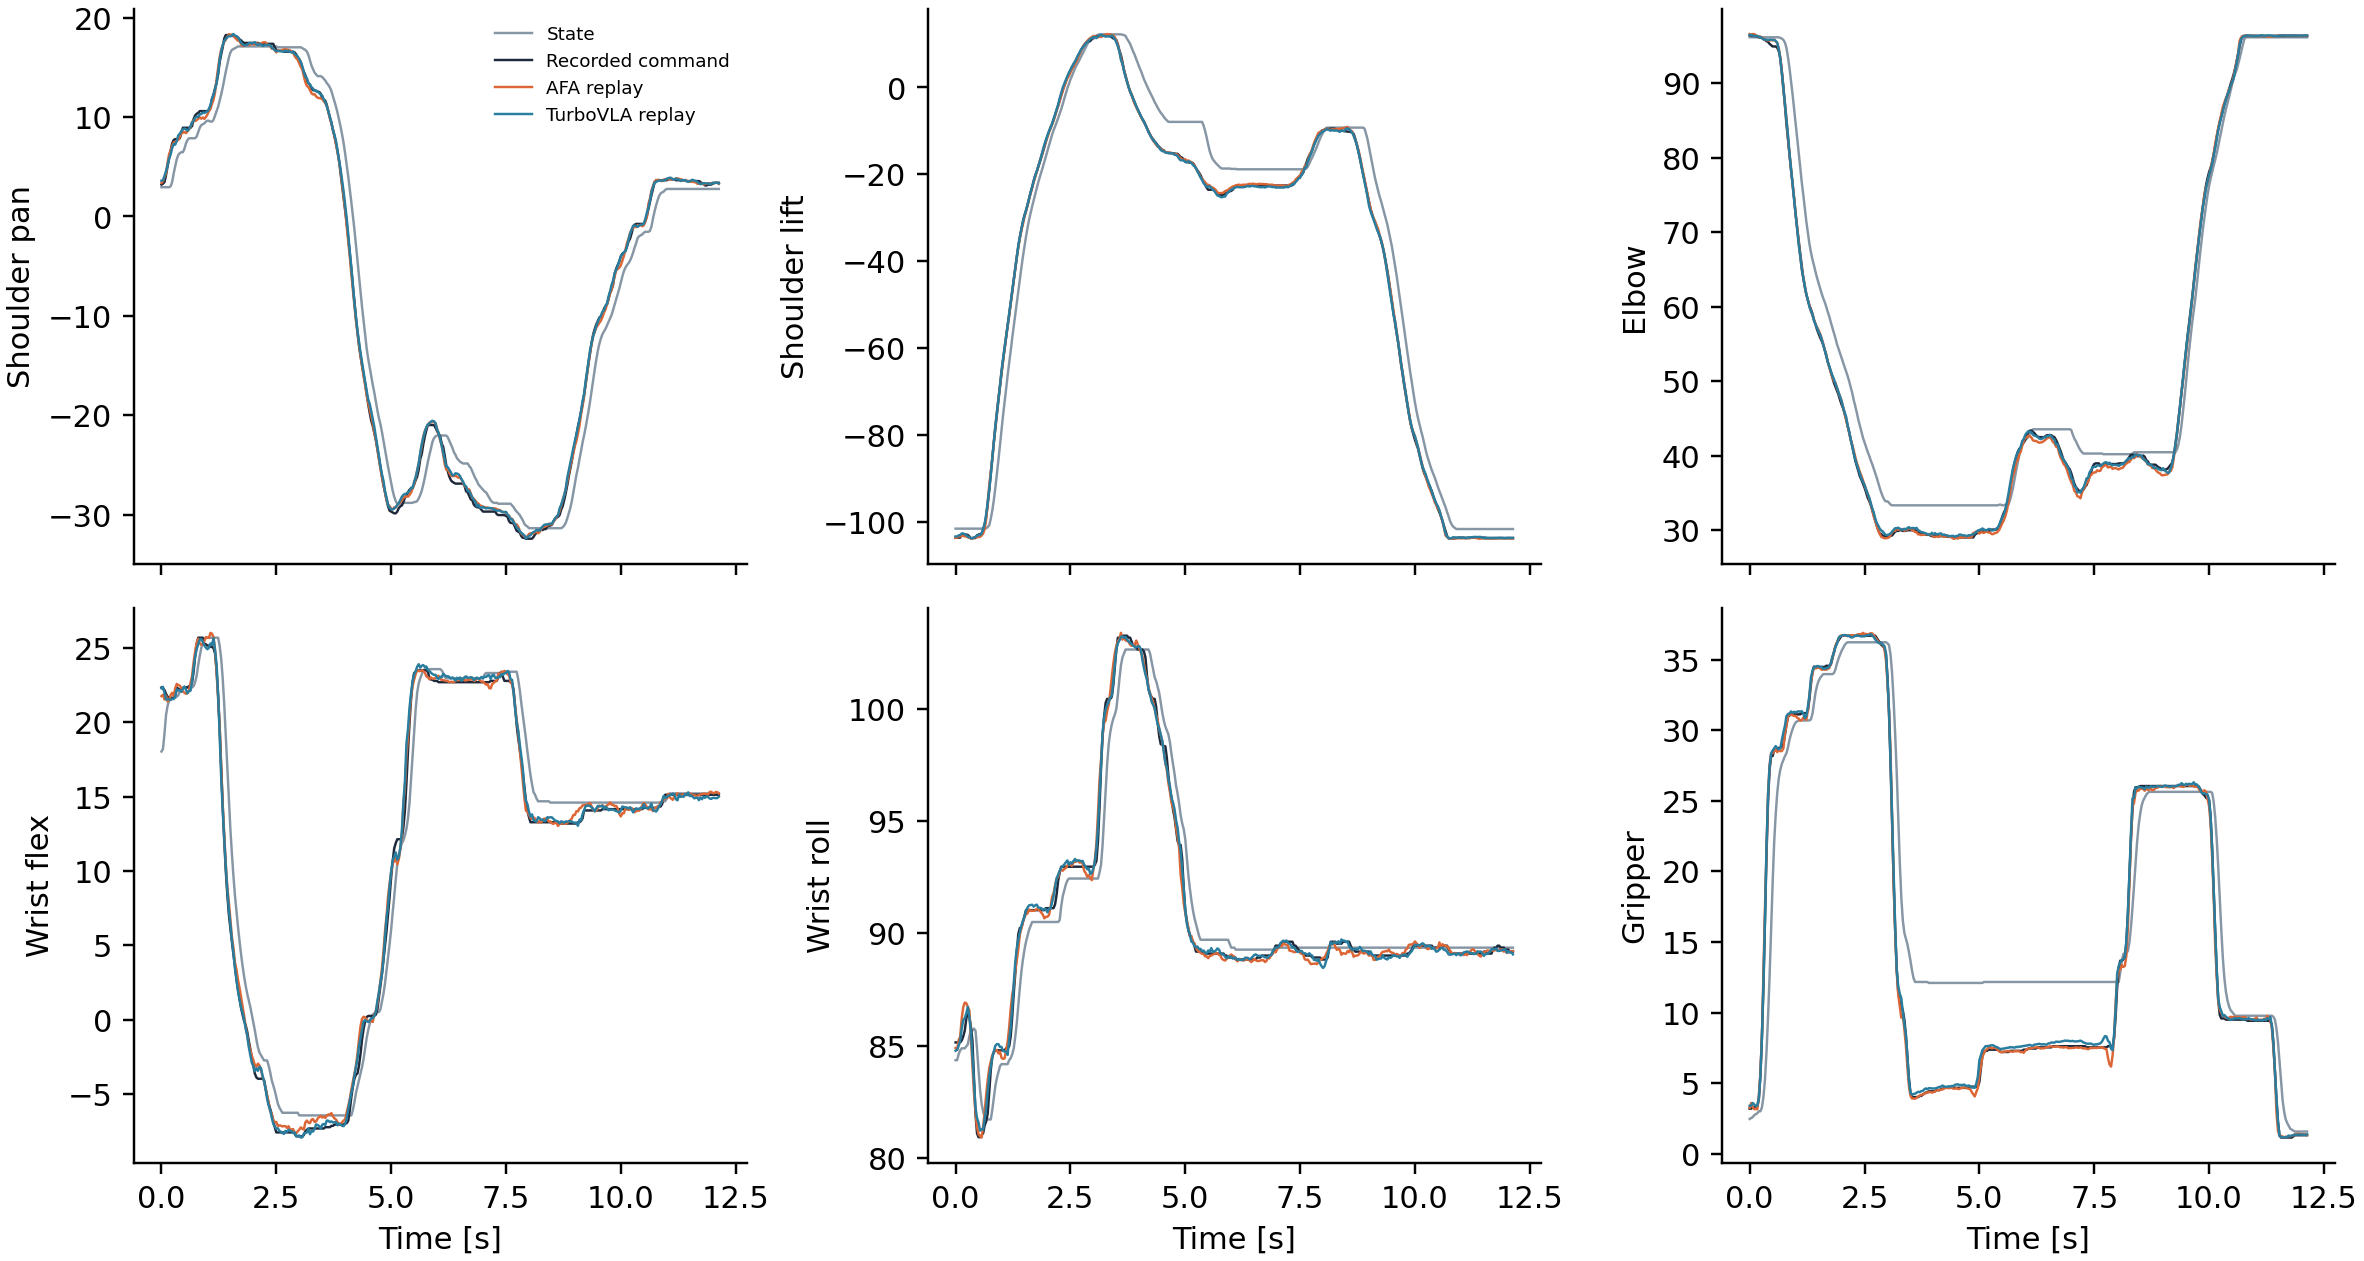 20
10
0
−10
−20
−30
Shoulder pan
State
Recorded command
AFA replay
TurboVLA replay
0
−20
−40
−60
−80
−100
Shoulder lift
90
80
70
60
50
40
30
Elbow
25
20
15
10
5
0
−5
Wrist flex
0.0 2.5 5.0 7.5 10.0 12.5
Time [s]
100
95
90
85
80
Wrist roll
0.0 2.5 5.0 7.5 10.0 12.5
Time [s]
35
30
25
20
15
10
5
0
Gripper
0.0 2.5 5.0 7.5 10.0 12.5
Time [s]